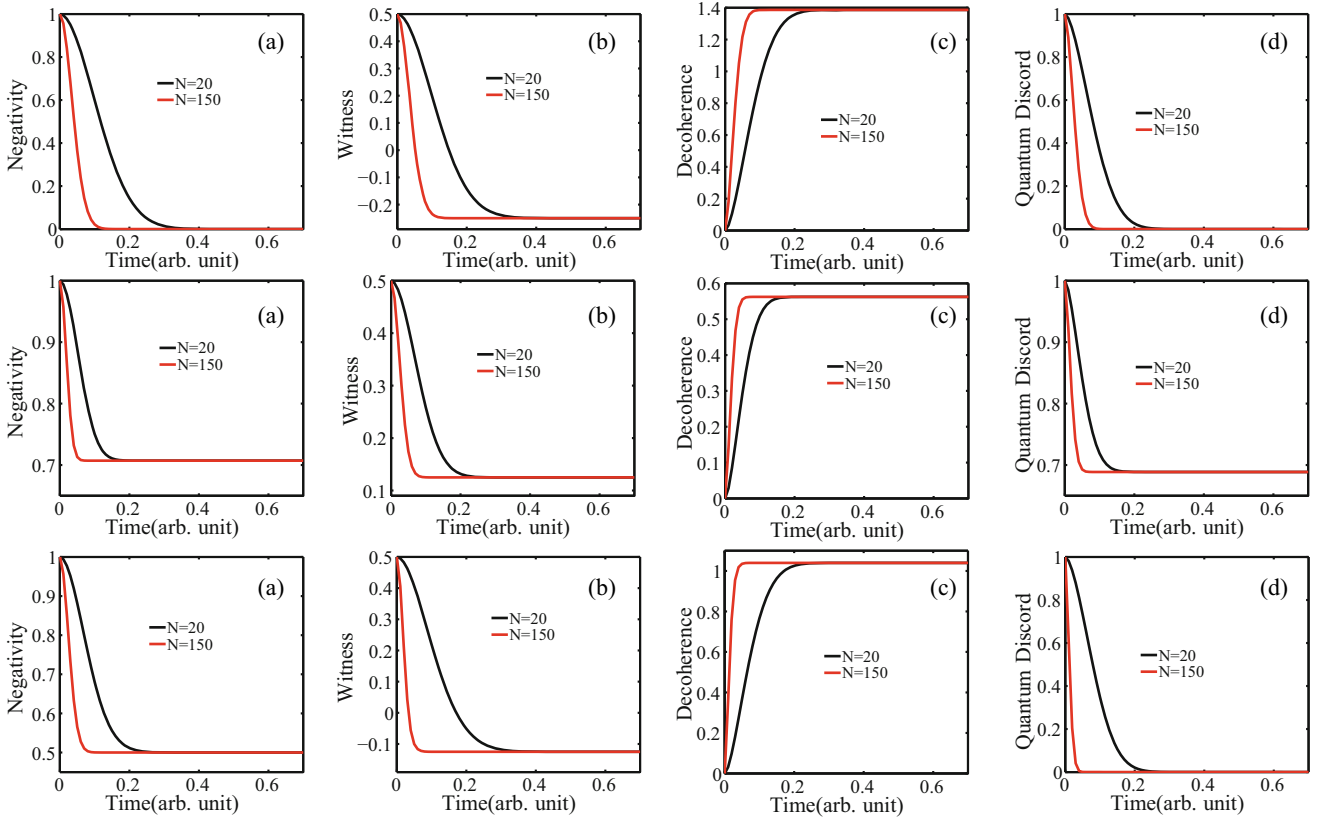 (a)
Negativity
1
0.8
0.6
0.4
0.2
0
N=20
N=150
0 0.2 0.4 0.6
Time(arb. unit)
(b)
Witness
0.5
0.4
0.3
0.2
0.1
0
−0.1
−0.2
N=20
N=150
0 0.2 0.4 0.6
Time(arb. unit)
(c)
Decoherence
1.4
1.2
1
0.8
0.6
0.4
0.2
0
N=20
N=150
0 0.2 0.4 0.6
Time(arb. unit)
(d)
Quantum Discord
1
0.8
0.6
0.4
0.2
0
N=20
N=150
0 0.2 0.4 0.6
Time(arb. unit)
(a)
Negativity
1
0.9
0.8
0.7
N=20
N=150
0 0.2 0.4 0.6
Time(arb. unit)
(b)
Witness
0.5
0.4
0.3
0.2
0.1
N=20
N=150
0 0.2 0.4 0.6
Time(arb. unit)
(c)
Decoherence
0.6
0.5
0.4
0.3
0.2
0.1
0
N=20
N=150
0 0.2 0.4 0.6
Time(arb. unit)
(d)
Quantum Discord
1
0.9
0.8
0.7
N=20
N=150
0 0.2 0.4 0.6
Time(arb. unit)
(a)
Negativity
1
0.9
0.8
0.7
0.6
0.5
N=20
N=150
0 0.2 0.4 0.6
Time(arb. unit)
(b)
Witness
0.5
0.4
0.3
0.2
0.1
0
−0.1
N=20
N=150
0 0.2 0.4 0.6
Time(arb. unit)
(c)
Decoherence
1
0.8
0.6
0.4
0.2
0
N=20
N=150
0 0.2 0.4 0.6
Time(arb. unit)
(d)
Quantum Discord
1
0.8
0.6
0.4
0.2
0
N=20
N=150
0 0.2 0.4 0.6
Time(arb. unit)